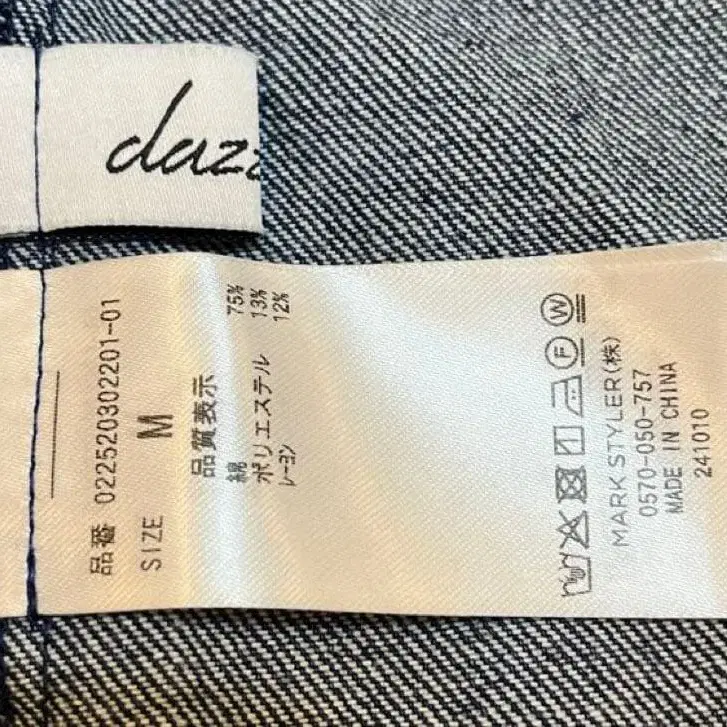 daz
品番 022520302201-01
SIZE M
品質表示
綿 75%
ポリエステル 13%
レーヨン 12%
F W
MARK STYLER(株)
0570-050-757
MADE IN CHINA
241010